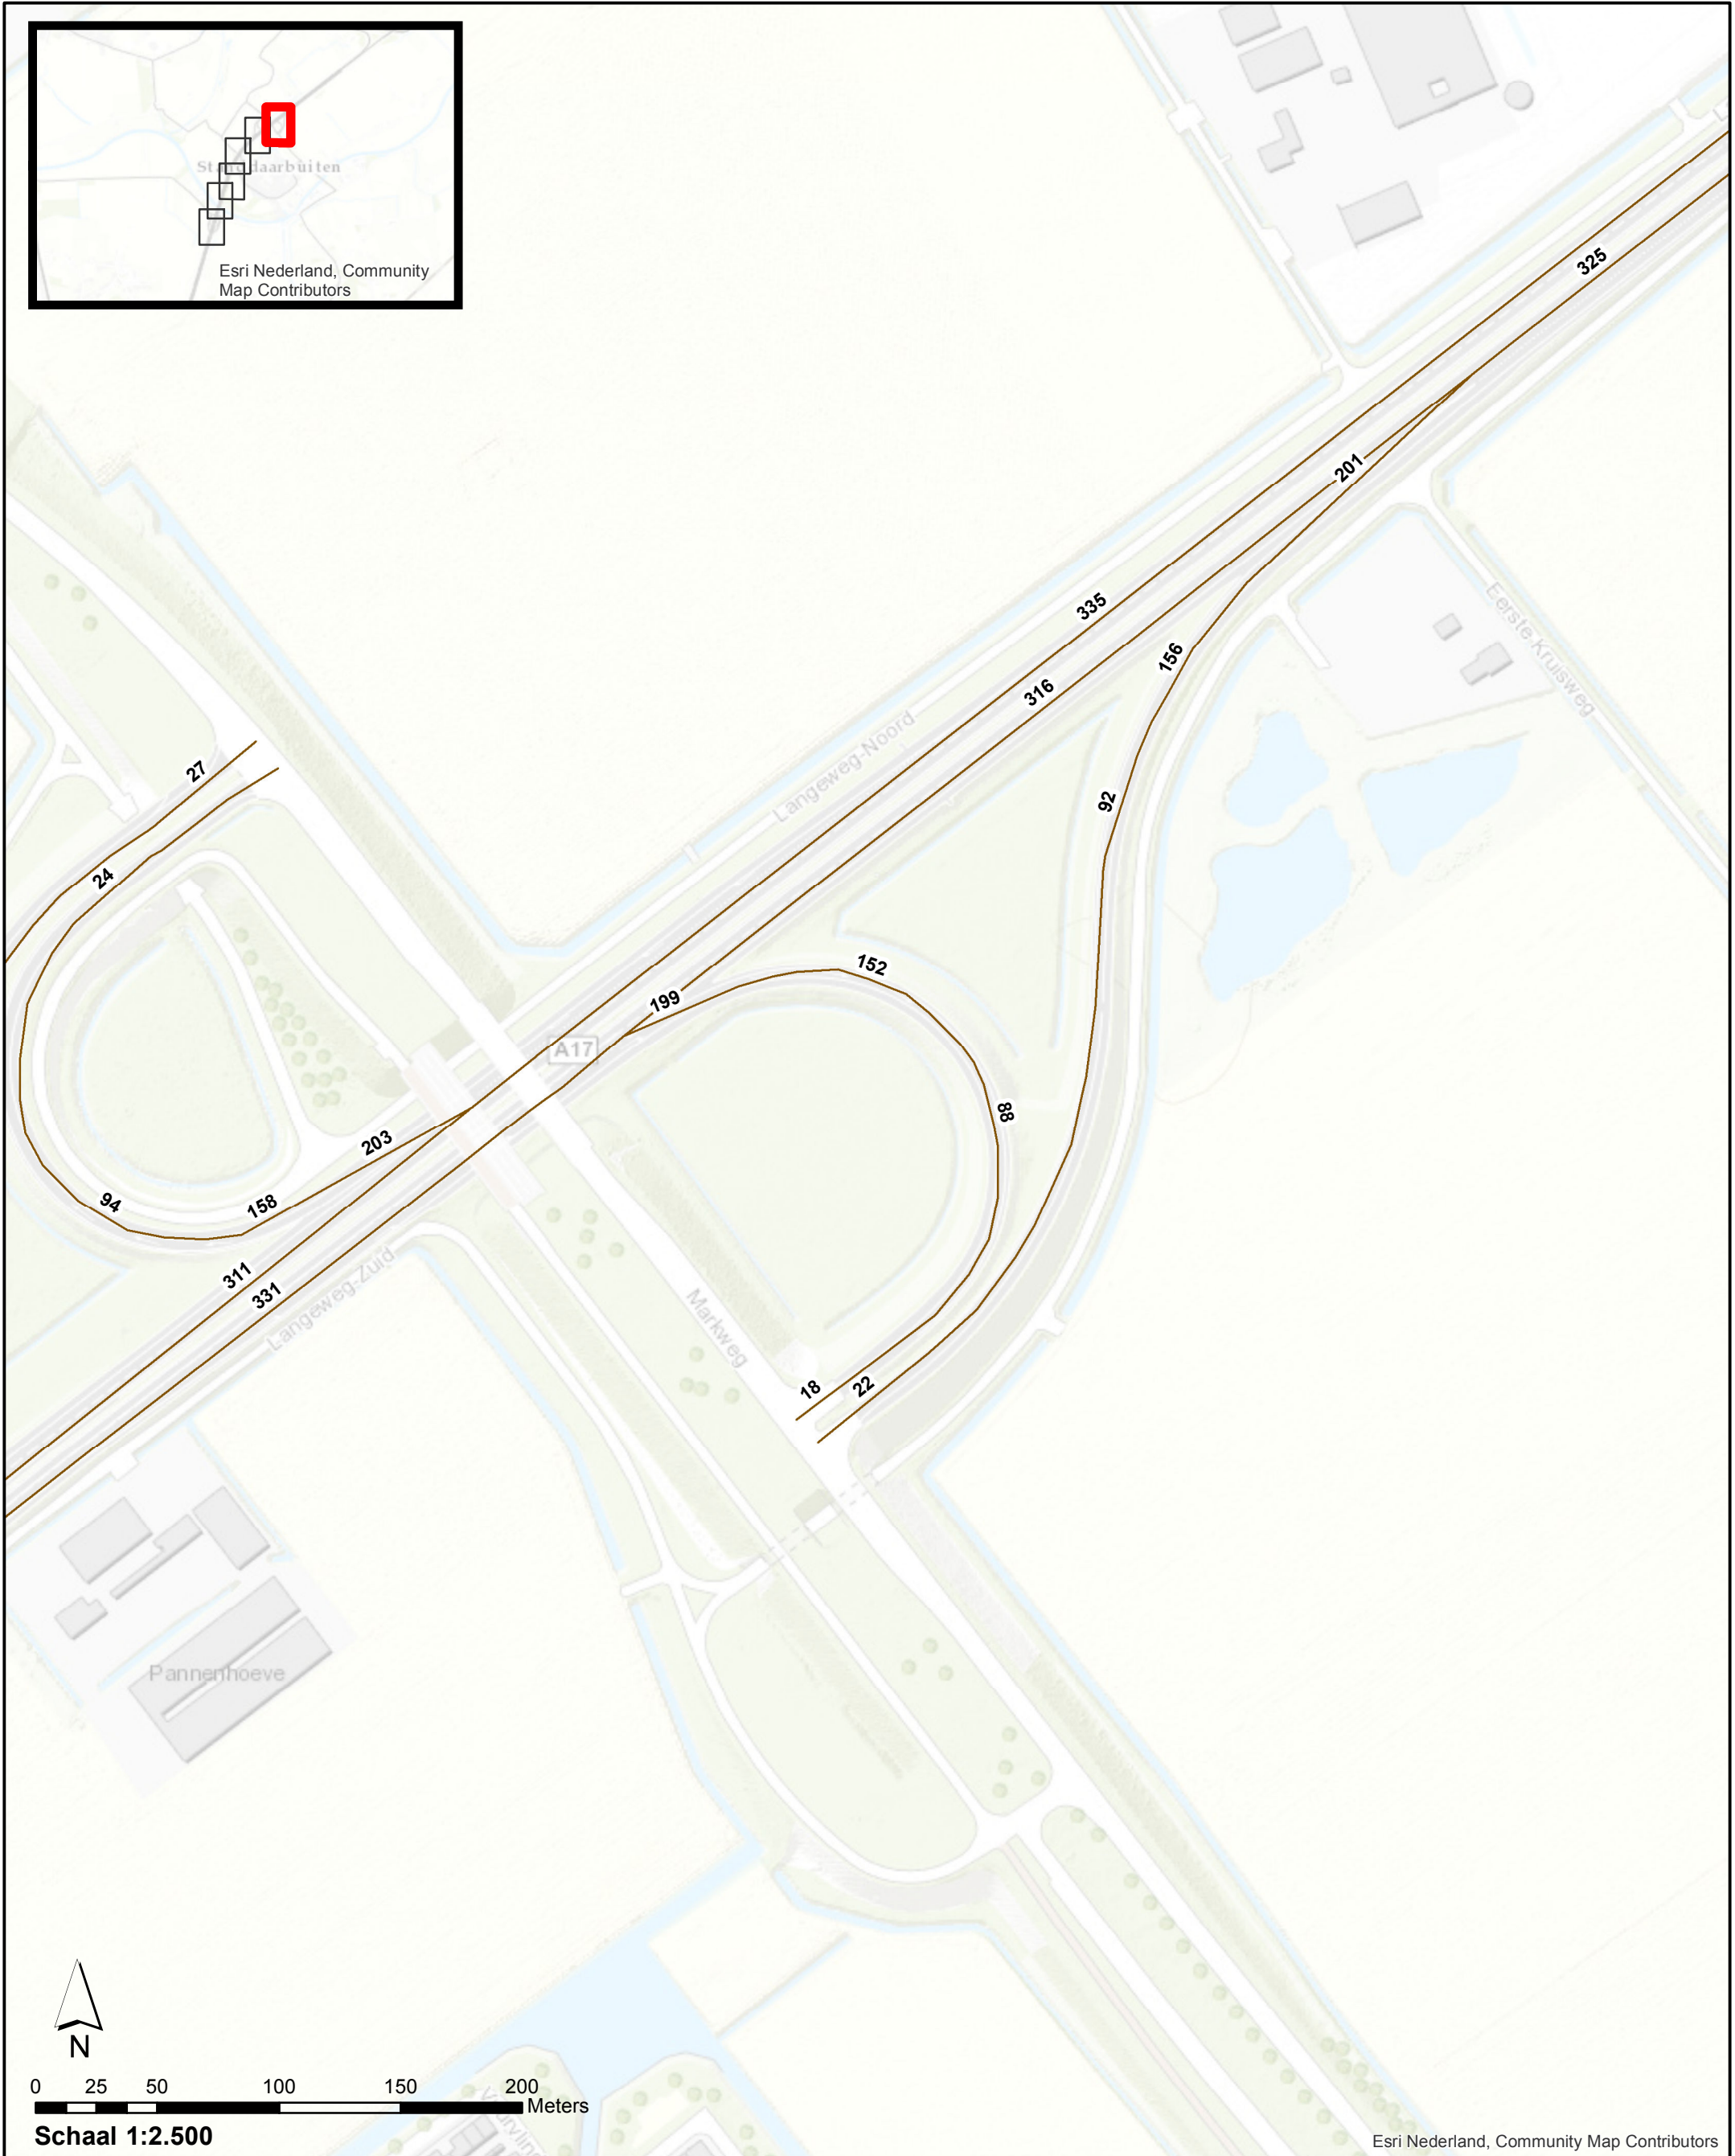 Standdaarbuiten
Esri Nederland, Community
Map Contributors
325
201
335
316
156
92
Eerste Kruisweg
Langeweg-Noord
27
24
152
199
A17
88
203
158
94
311
331
Langeweg-Zuid
Markweg
18
22
Pannenhoeve
N
0 25 50 100 150 200
Meters
Schaal 1:2.500
Esri Nederland, Community Map Contributors